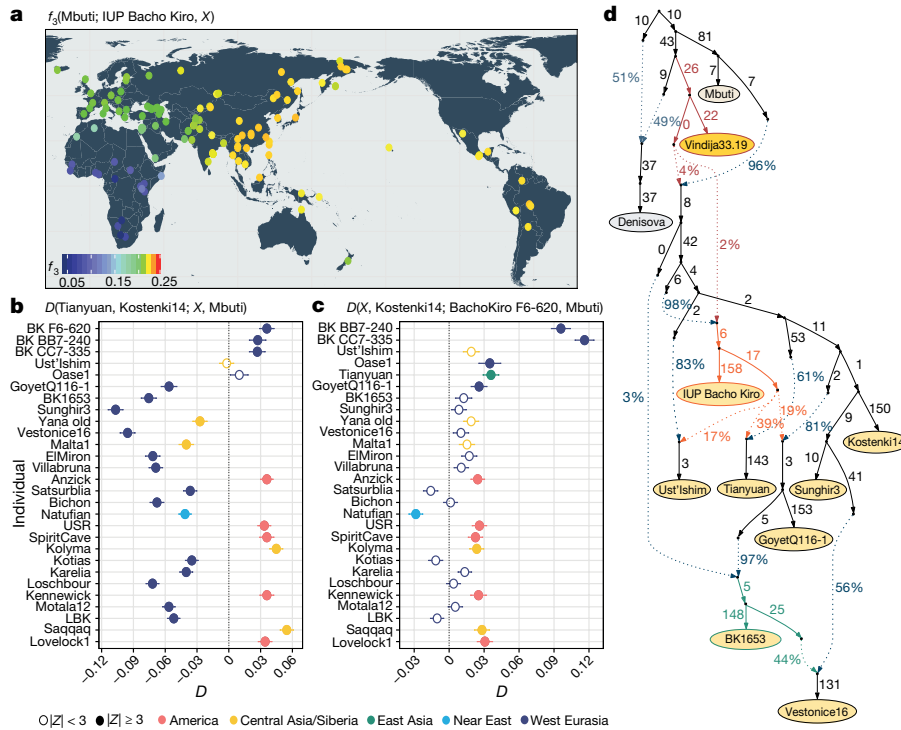 a
f3(Mbuti; IUP Bacho Kiro, X)
f3
0.05 0.15 0.25
b
D(Tianyuan, Kostenki14; X, Mbuti)
Individual
BK F6-620
BK BB7-240
BK CC7-335
Ust'Ishim
Oase1
GoyetQ116-1
BK1653
Sunghir3
Yana old
Vestonice16
Malta1
ElMiron
Villabruna
Anzick
Satsurblia
Bichon
Natufian
USR
SpiritCave
Kolyma
Kotias
Karelia
Loschbour
Kennewick
Motala12
LBK
Saqqaq
Lovelock1
−0.12 −0.09 −0.06 −0.03 0 0.03 0.06
D
c
D(X, Kostenki14; BachoKiro F6-620, Mbuti)
BK BB7-240
BK CC7-335
Ust'Ishim
Oase1
Tianyuan
GoyetQ116-1
BK1653
Sunghir3
Yana old
Vestonice16
Malta1
ElMiron
Villabruna
Anzick
Satsurblia
Bichon
Natufian
USR
SpiritCave
Kolyma
Kotias
Karelia
Loschbour
Kennewick
Motala12
LBK
Saqqaq
Lovelock1
−0.03 0 0.03 0.06 0.09 0.12
D
|Z| < 3 |Z| ≥ 3 America Central Asia/Siberia East Asia Near East West Eurasia
d
10 10
43 81
51% 9 26 7 7
Mbuti
49% 0 22
Vindija33.19
37 4% 96%
37 8
Denisova
0 42 2%
6 4
98% 2 2
6 53 11
83% 17 61% 2 1
158
IUP Bacho Kiro
3% 19% 9 150
17% 39% 81%
Kostenki14
10
3 143 3 41
Ust'Ishim Tianyuan Sunghir3
5 153
GoyetQ116-1
97% 56%
5
148 25
BK1653
44%
131
Vestonice16